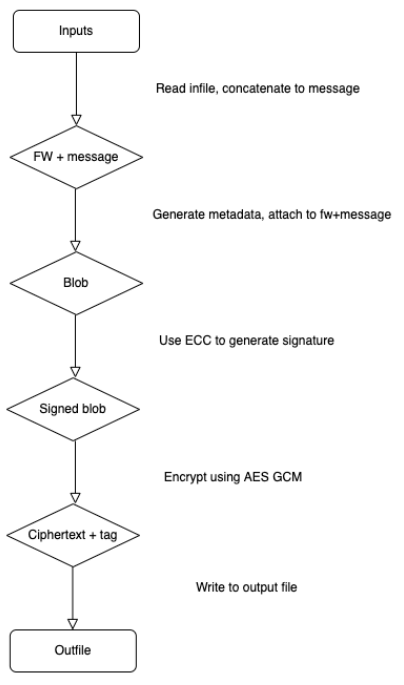 Inputs
Read infile, concatenate to message
FW + message
Generate metadata, attach to fw+message
Blob
Use ECC to generate signature
Signed blob
Encrypt using AES GCM
Ciphertext + tag
Write to output file
Outfile